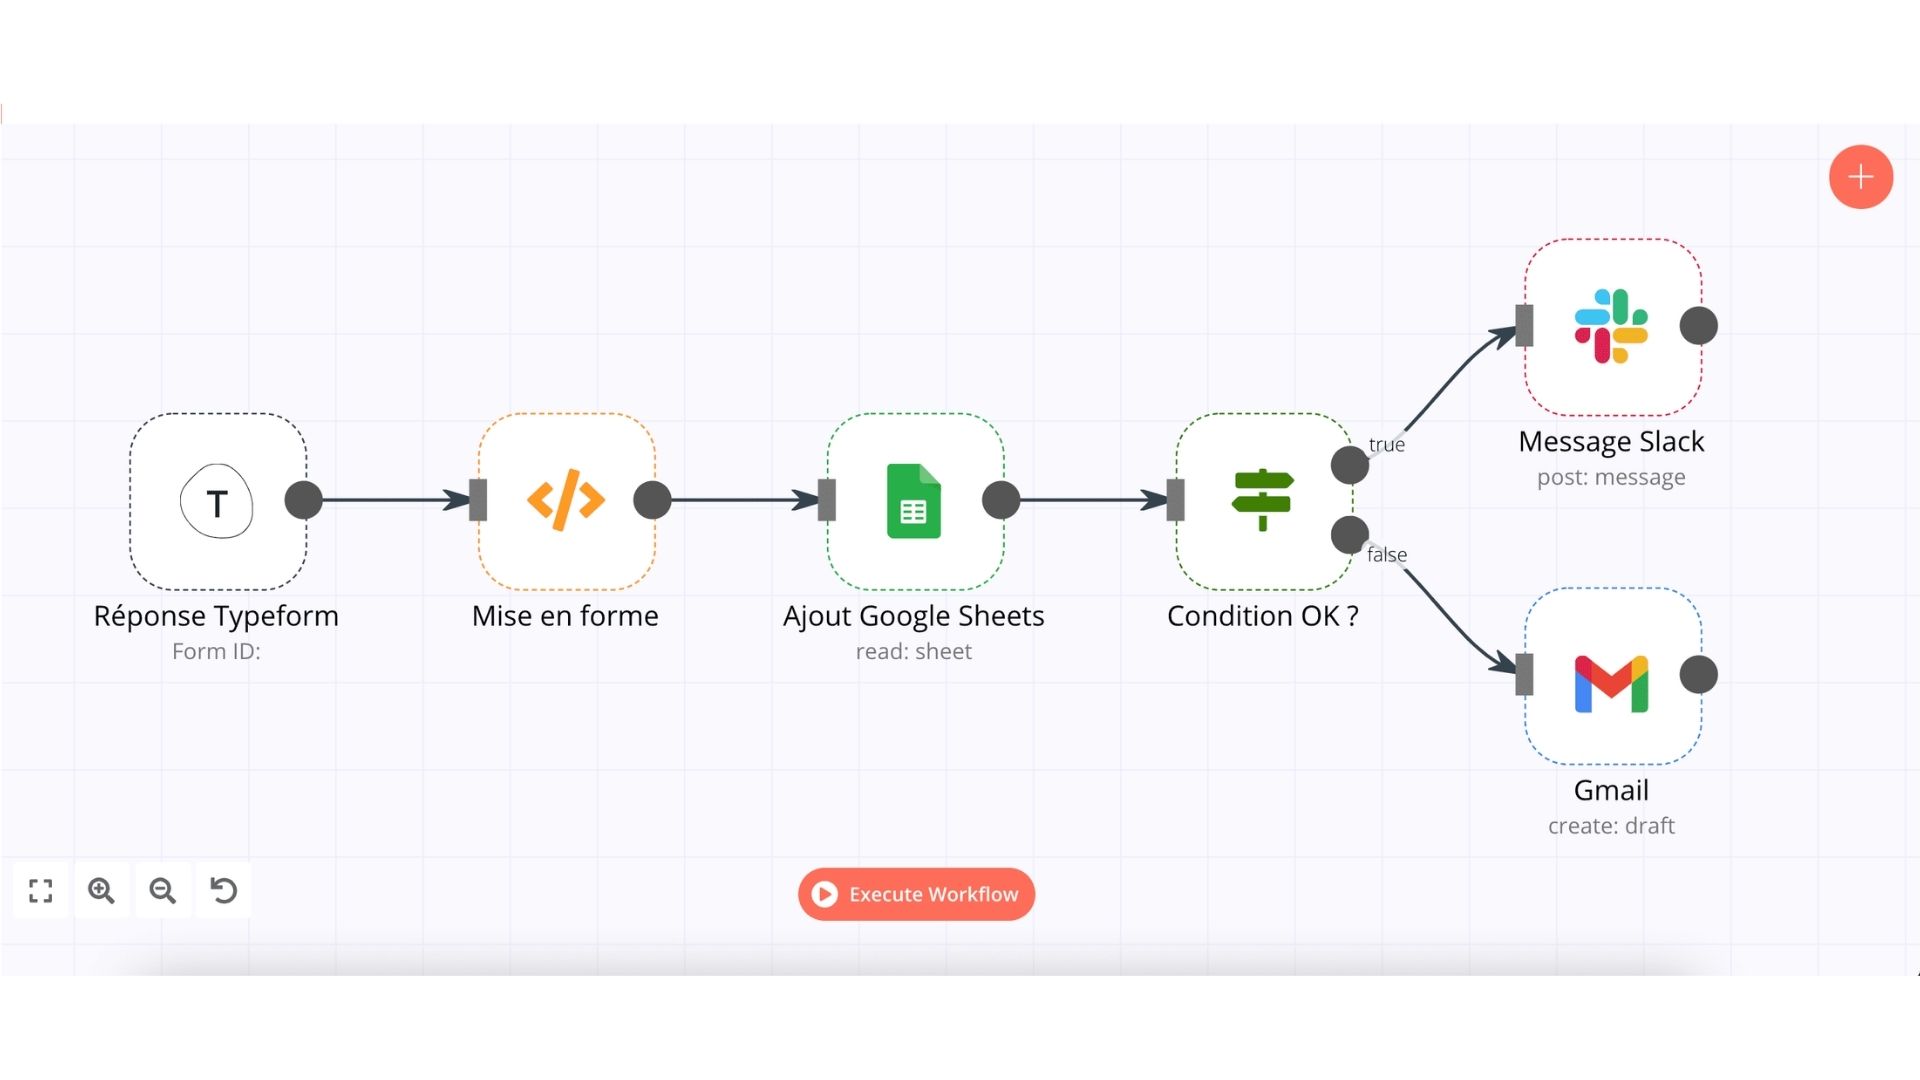 T
Réponse Typeform
Form ID:
Mise en forme
Ajout Google Sheets
read: sheet
Condition OK ?
true
false
Message Slack
post: message
Gmail
create: draft
Execute Workflow